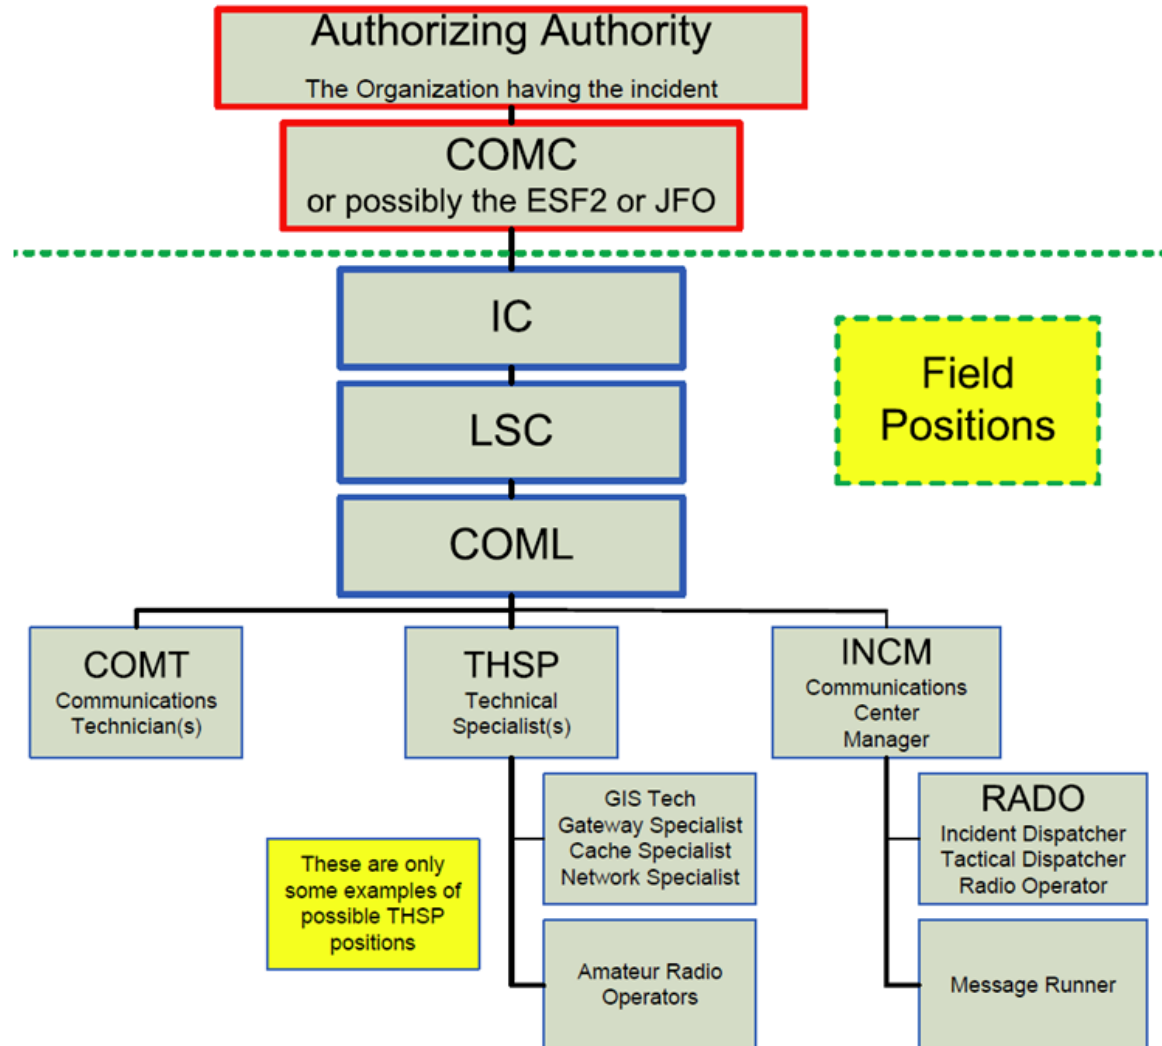 Authorizing Authority
The Organization having the incident
COMC
or possibly the ESF2 or JFO
IC
Field
Positions
LSC
COML
COMT
Communications
Technician(s)
THSP
Technical
Specialist(s)
INCM
Communications
Center
Manager
GIS Tech
Gateway Specialist
Cache Specialist
Network Specialist
RADO
Incident Dispatcher
Tactical Dispatcher
Radio Operator
These are only
some examples of
possible THSP
positions
Amateur Radio
Operators
Message Runner